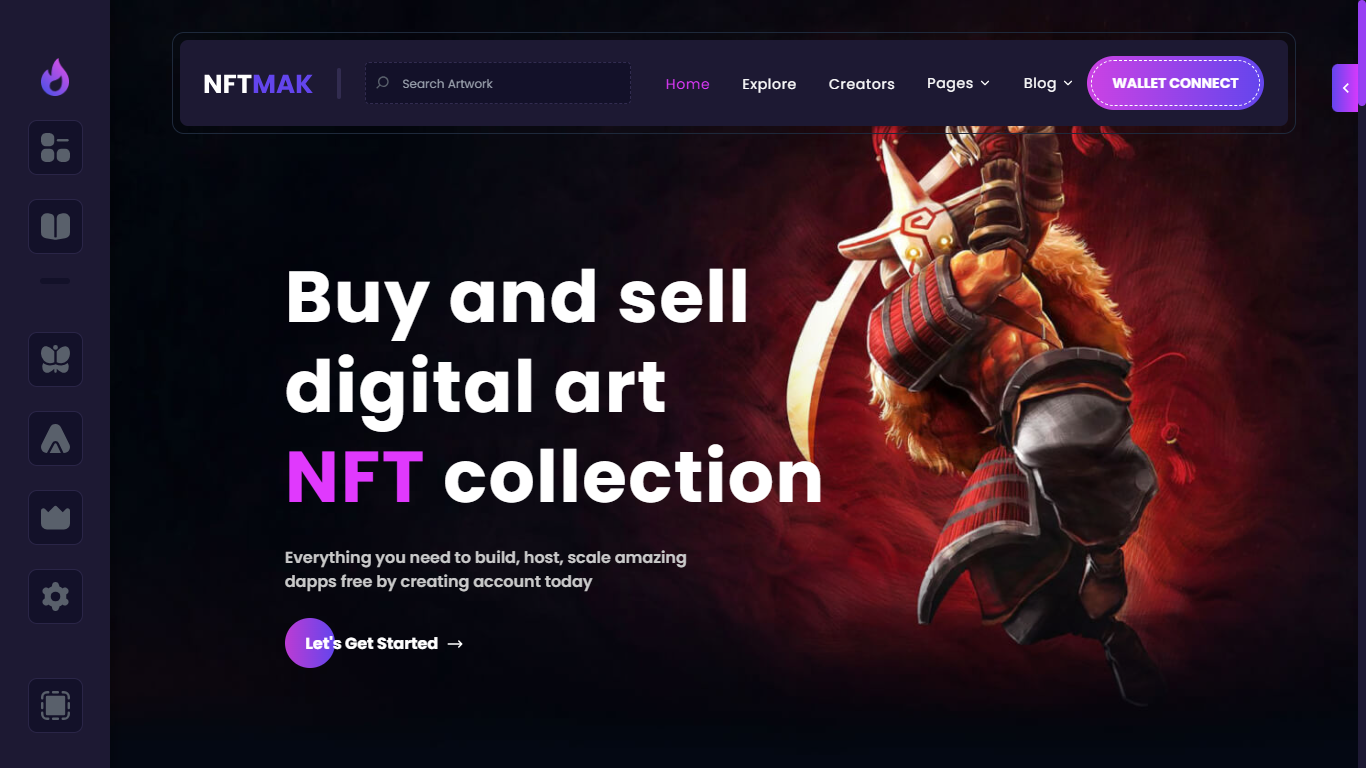 NFTMAK
Search Artwork
Home
Explore
Creators
Pages
Blog
WALLET CONNECT
Buy and sell
digital art
NFT collection
Everything you need to build, host, scale amazing
dapps free by creating account today
Let's Get Started →